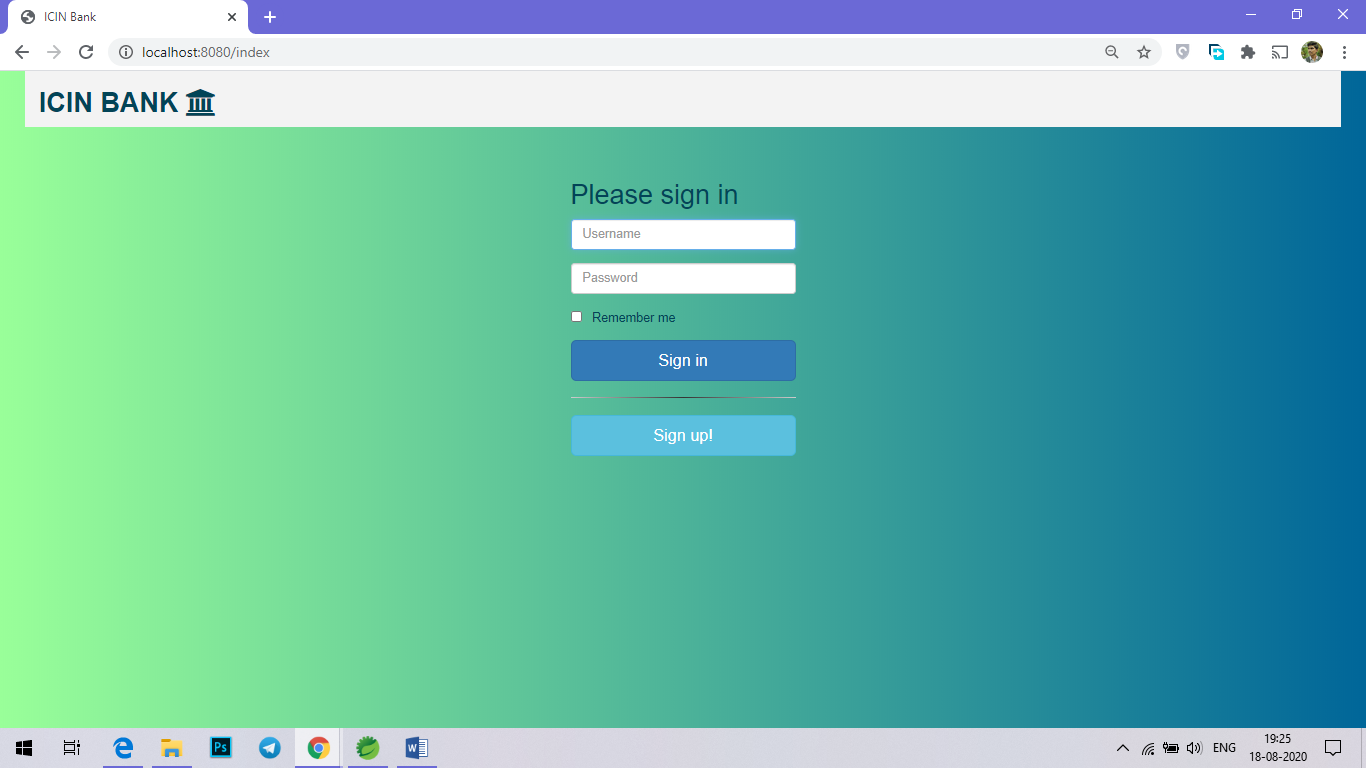 ICIN Bank
localhost:8080/index
ICIN BANK
Please sign in
Username
Password
Remember me
Sign in
Sign up!
Ps
W
ENG
19:25
18-08-2020